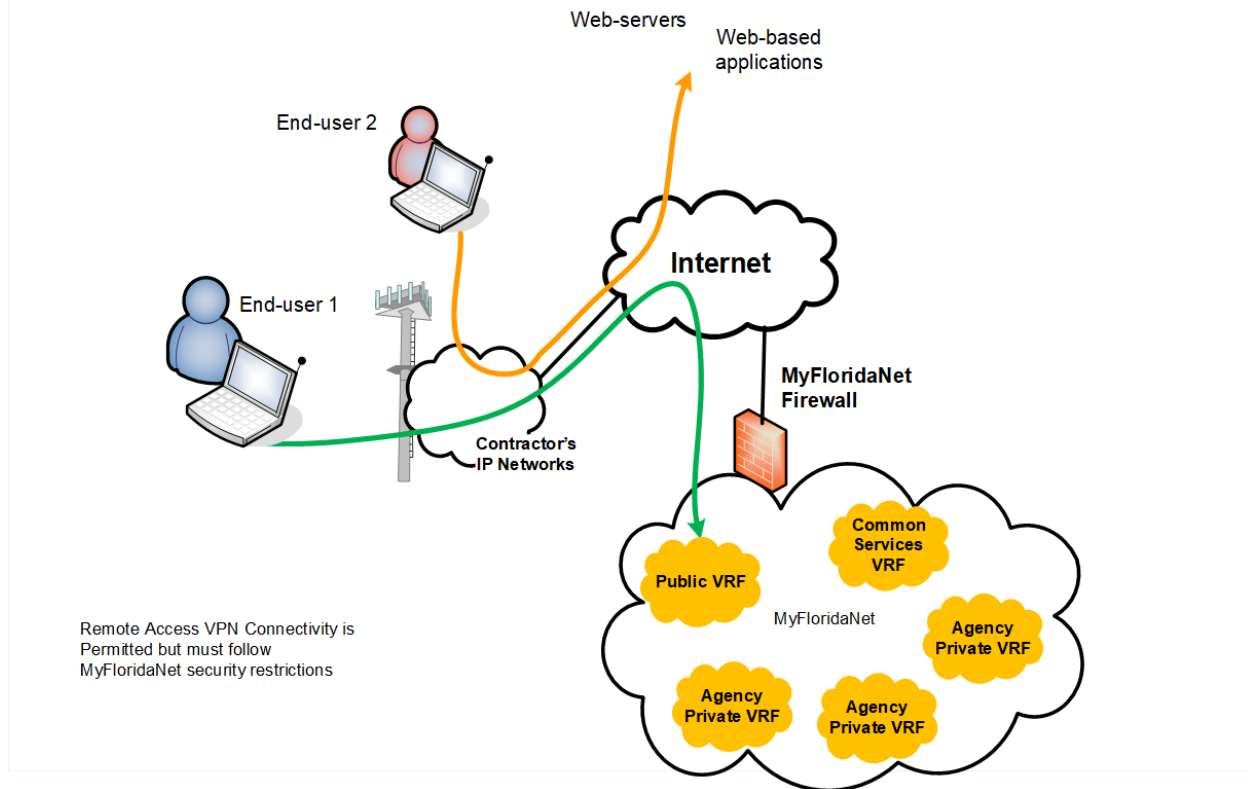 Web-servers
Web-based
applications
End-user 2
Internet
End-user 1
MyFloridaNet
Firewall
Contractor's
IP Networks
Common
Services
VRF
Public VRF
MyFloridaNet
Agency
Private VRF
Remote Access VPN Connectivity is
Permitted but must follow
MyFloridaNet security restrictions
Agency
Private VRF
Agency
Private VRF